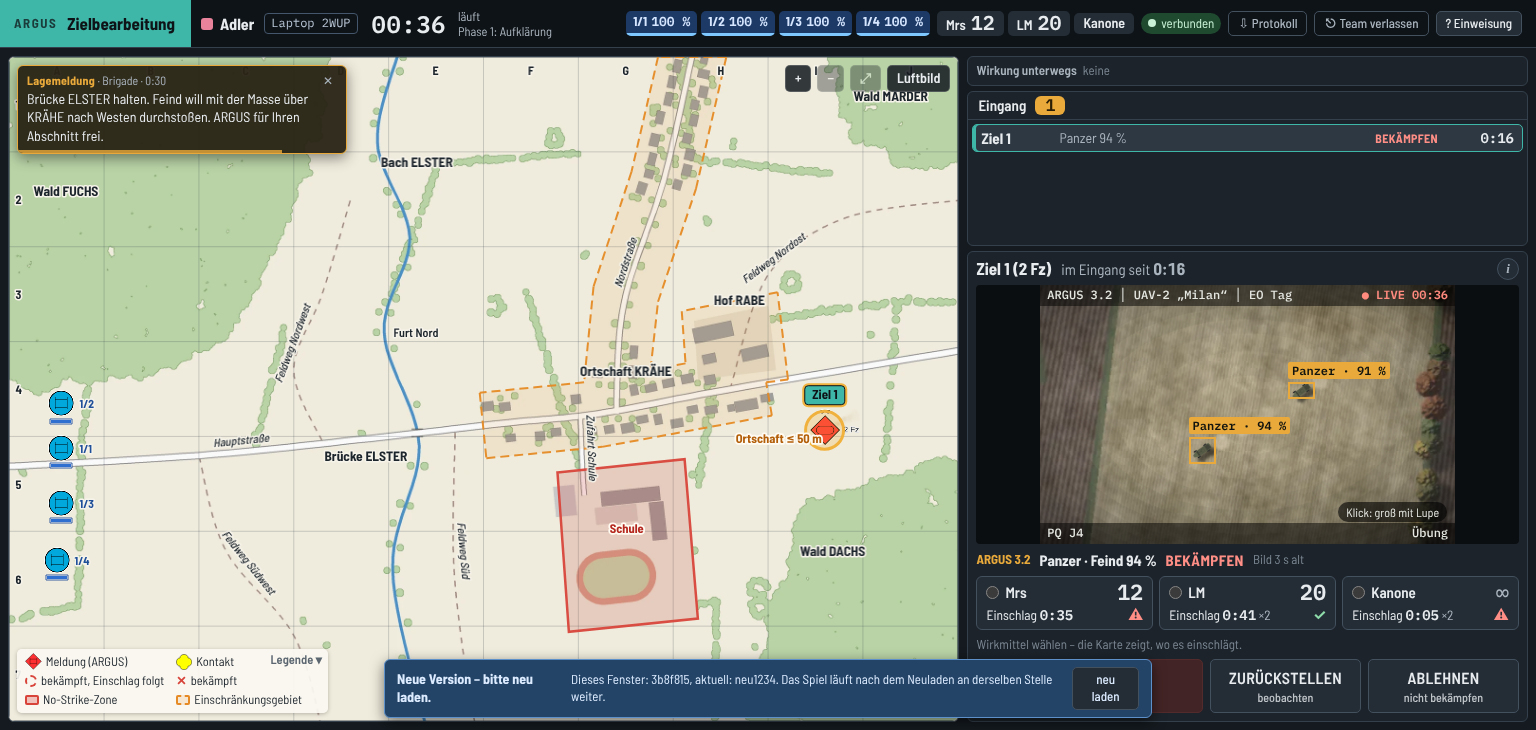 ARGUS Zielbearbeitung
Adler
Laptop 2WUP
00:36
läuft
Phase 1: Aufklärung
1/1 100 %
1/2 100 %
1/3 100 %
1/4 100 %
Mrs 12
LM 20
Kanone
verbunden
Protokoll
Team verlassen
? Einweisung
Lagemeldung · Brigade · 0:30
Brücke ELSTER halten. Feind will mit der Masse über
KRÄHE nach Westen durchstoßen. ARGUS für Ihren
Abschnitt frei.
E
F
G
H
Luftbild
Wald MARDER
Bach ELSTER
Wald FUCHS
2
Nordstraße
Feldweg Nordost
3
Hof RABE
Feldweg Nordwest
Furt Nord
Ortschaft KRÄHE
4
1/2
Ziel 1
1/1
Hauptstraße
Zufahrt Schule
2 Fz
Ortschaft ≤ 50 m
Brücke ELSTER
5
1/3
Schule
Feldweg Südwest
Feldweg Süd
Wald DACHS
1/4
6
Meldung (ARGUS)
Kontakt
Legende ▾
bekämpft, Einschlag folgt
bekämpft
No-Strike-Zone
Einschränkungsgebiet
Neue Version – bitte neu
laden.
Dieses Fenster: 3b8f815, aktuell: neu1234. Das Spiel läuft nach dem Neuladen an derselben Stelle
weiter.
neu
laden
Wirkung unterwegs keine
Eingang 1
Ziel 1 Panzer 94 % BEKÄMPFEN 0:16
Ziel 1 (2 Fz) im Eingang seit 0:16
i
ARGUS 3.2 | UAV-2 „Milan“ | EO Tag
● LIVE 00:36
Panzer · 91 %
Panzer · 94 %
Klick: groß mit Lupe
PQ J4
Übung
ARGUS 3.2 Panzer · Feind 94 % BEKÄMPFEN Bild 3 s alt
Mrs 12
Einschlag 0:35
LM 20
Einschlag 0:41 ×2
Kanone ∞
Einschlag 0:05 ×2
Wirkmittel wählen – die Karte zeigt, wo es einschlägt.
ZURÜCKSTELLEN
beobachten
ABLEHNEN
nicht bekämpfen